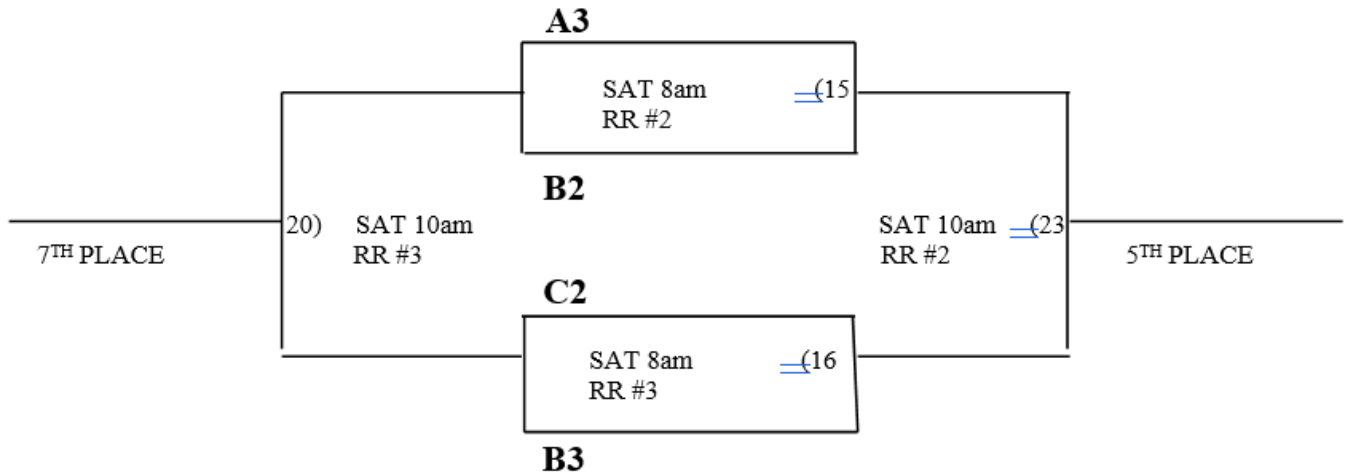 A3
SAT 8am (15
RR #2
B2
20) SAT 10am
RR #3
SAT 10am (23
RR #2
7TH PLACE
5TH PLACE
C2
SAT 8am (16
RR #3
B3